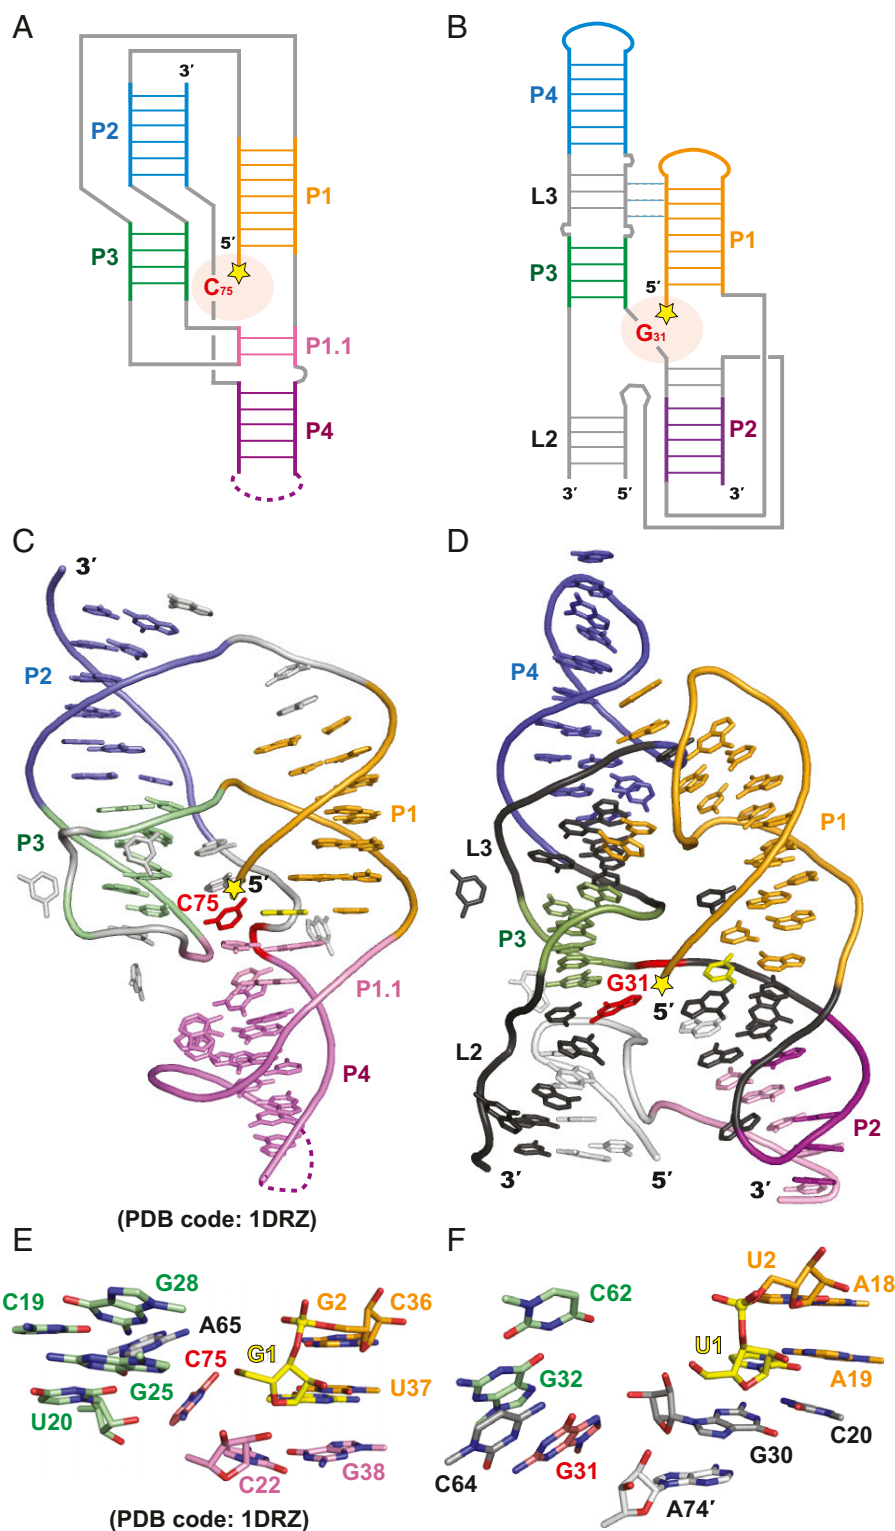 A
3′
P2
P1
5′
P3
C75
P1.1
P4
B
P4
L3
P1
P3
5′
G31
P2
L2
3′
5′
3′
C
3′
P2
P1
P3
5′
C75
P1.1
P4
(PDB code: 1DRZ)
D
P4
P1
L3
P3
G31
5′
L2
P2
3′
5′
3′
E
G28
C19
G2
C36
A65
C75
G1
G25
U37
U20
C22
G38
(PDB code: 1DRZ)
F
U2
A18
C62
U1
A19
G32
C20
G30
C64
G31
A74′